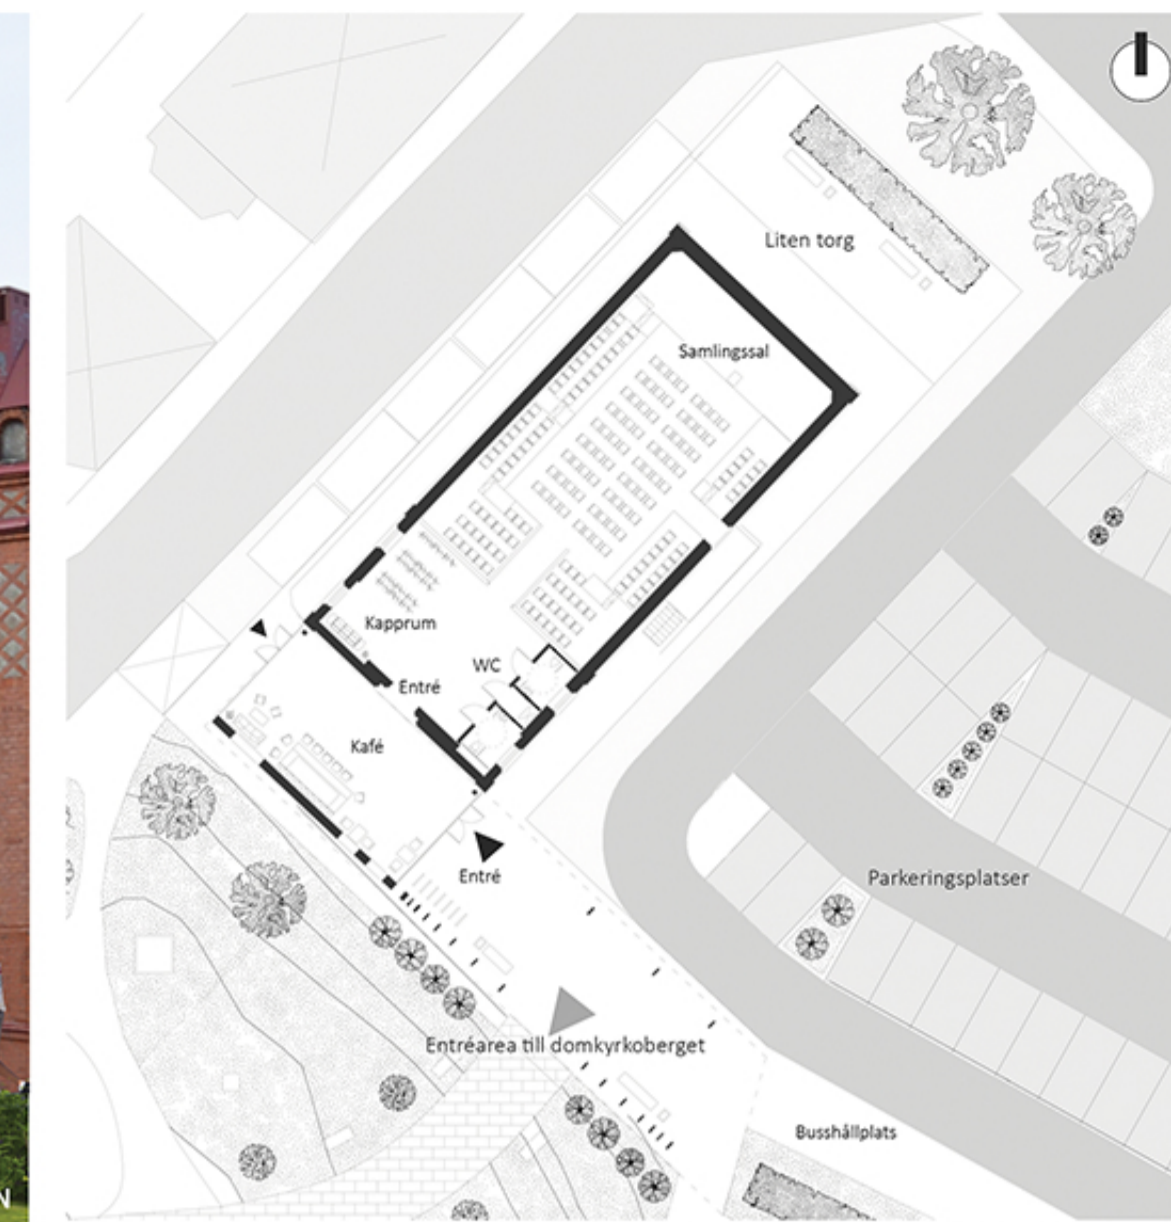 Liten torg
Samlingssal
Kapprum
WC
Entré
Kafé
Entré
Parkeringsplatser
Entréarea till domkyrkoberget
Busshållplats
N